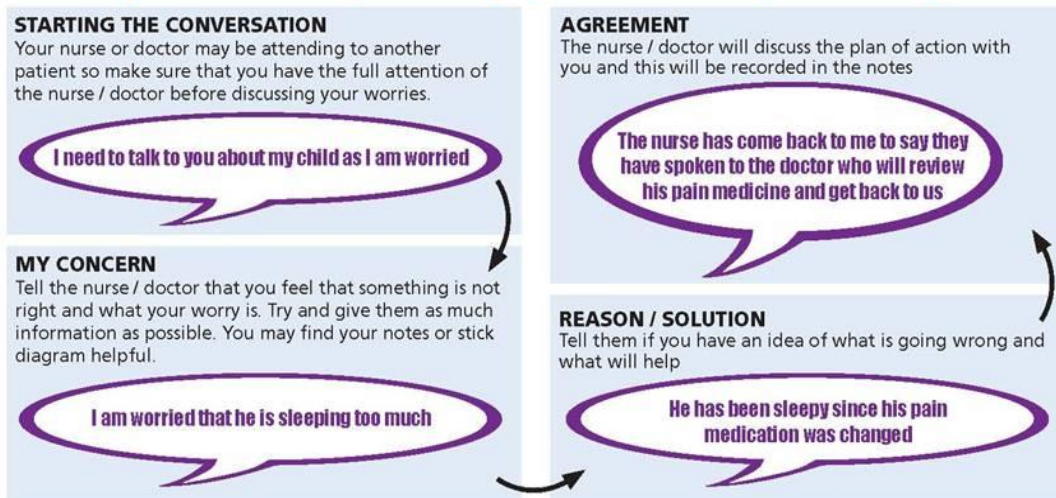 STARTING THE CONVERSATION
Your nurse or doctor may be attending to another
patient so make sure that you have the full attention of
the nurse / doctor before discussing your worries.
I need to talk to you about my child as I am worried
MY CONCERN
Tell the nurse / doctor that you feel that something is not
right and what your worry is. Try and give them as much
information as possible. You may find your notes or stick
diagram helpful.
I am worried that he is sleeping too much
REASON / SOLUTION
Tell them if you have an idea of what is going wrong and
what will help
He has been sleepy since his pain
medication was changed
AGREEMENT
The nurse / doctor will discuss the plan of action with
you and this will be recorded in the notes
The nurse has come back to me to say they
have spoken to the doctor who will review
his pain medicine and get back to us